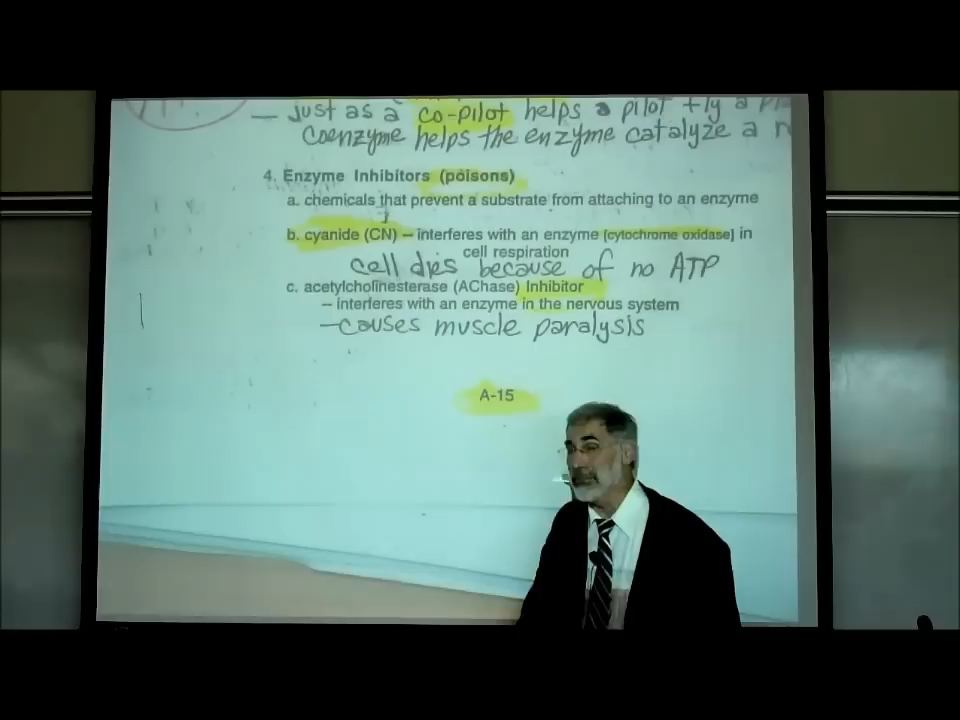 — just as a co-pilot helps a pilot fly a
coenzyme helps the enzyme catalyze a
4. Enzyme Inhibitors (poisons)
a. chemicals that prevent a substrate from attaching to an enzyme
b. cyanide (CN) – interferes with an enzyme [cytochrome oxidase] in
cell respiration
cell dies because of no ATP
c. acetylcholinesterase (AChase) Inhibitor
– interferes with an enzyme in the nervous system
– causes muscle paralysis
A-15